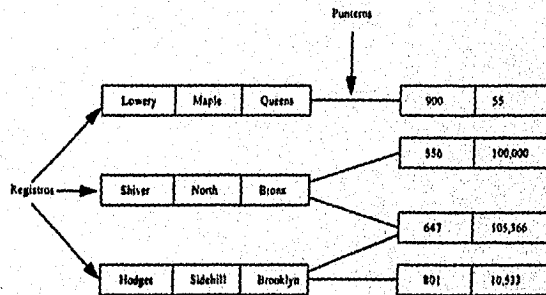 Punteros
Lowery Maple Queens 900 55
556 100,000
Registros Shiver North Bronx
647 105,366
Hodges Sidehill Brooklyn 801 10,533